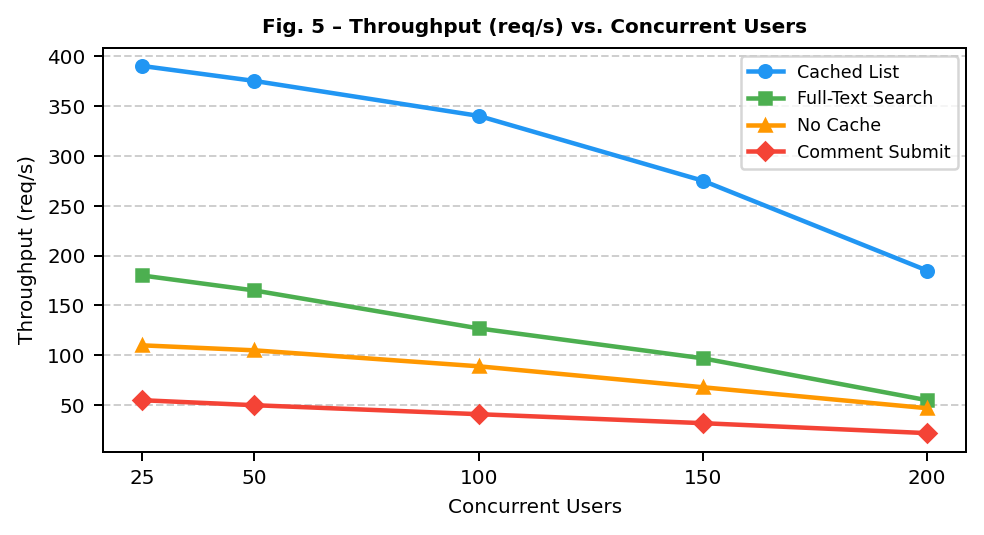 Fig. 5 – Throughput (req/s) vs. Concurrent Users
400
350
300
250
200
150
100
50
Throughput (req/s)
Cached List
Full-Text Search
No Cache
Comment Submit
25 50 100 150 200
Concurrent Users